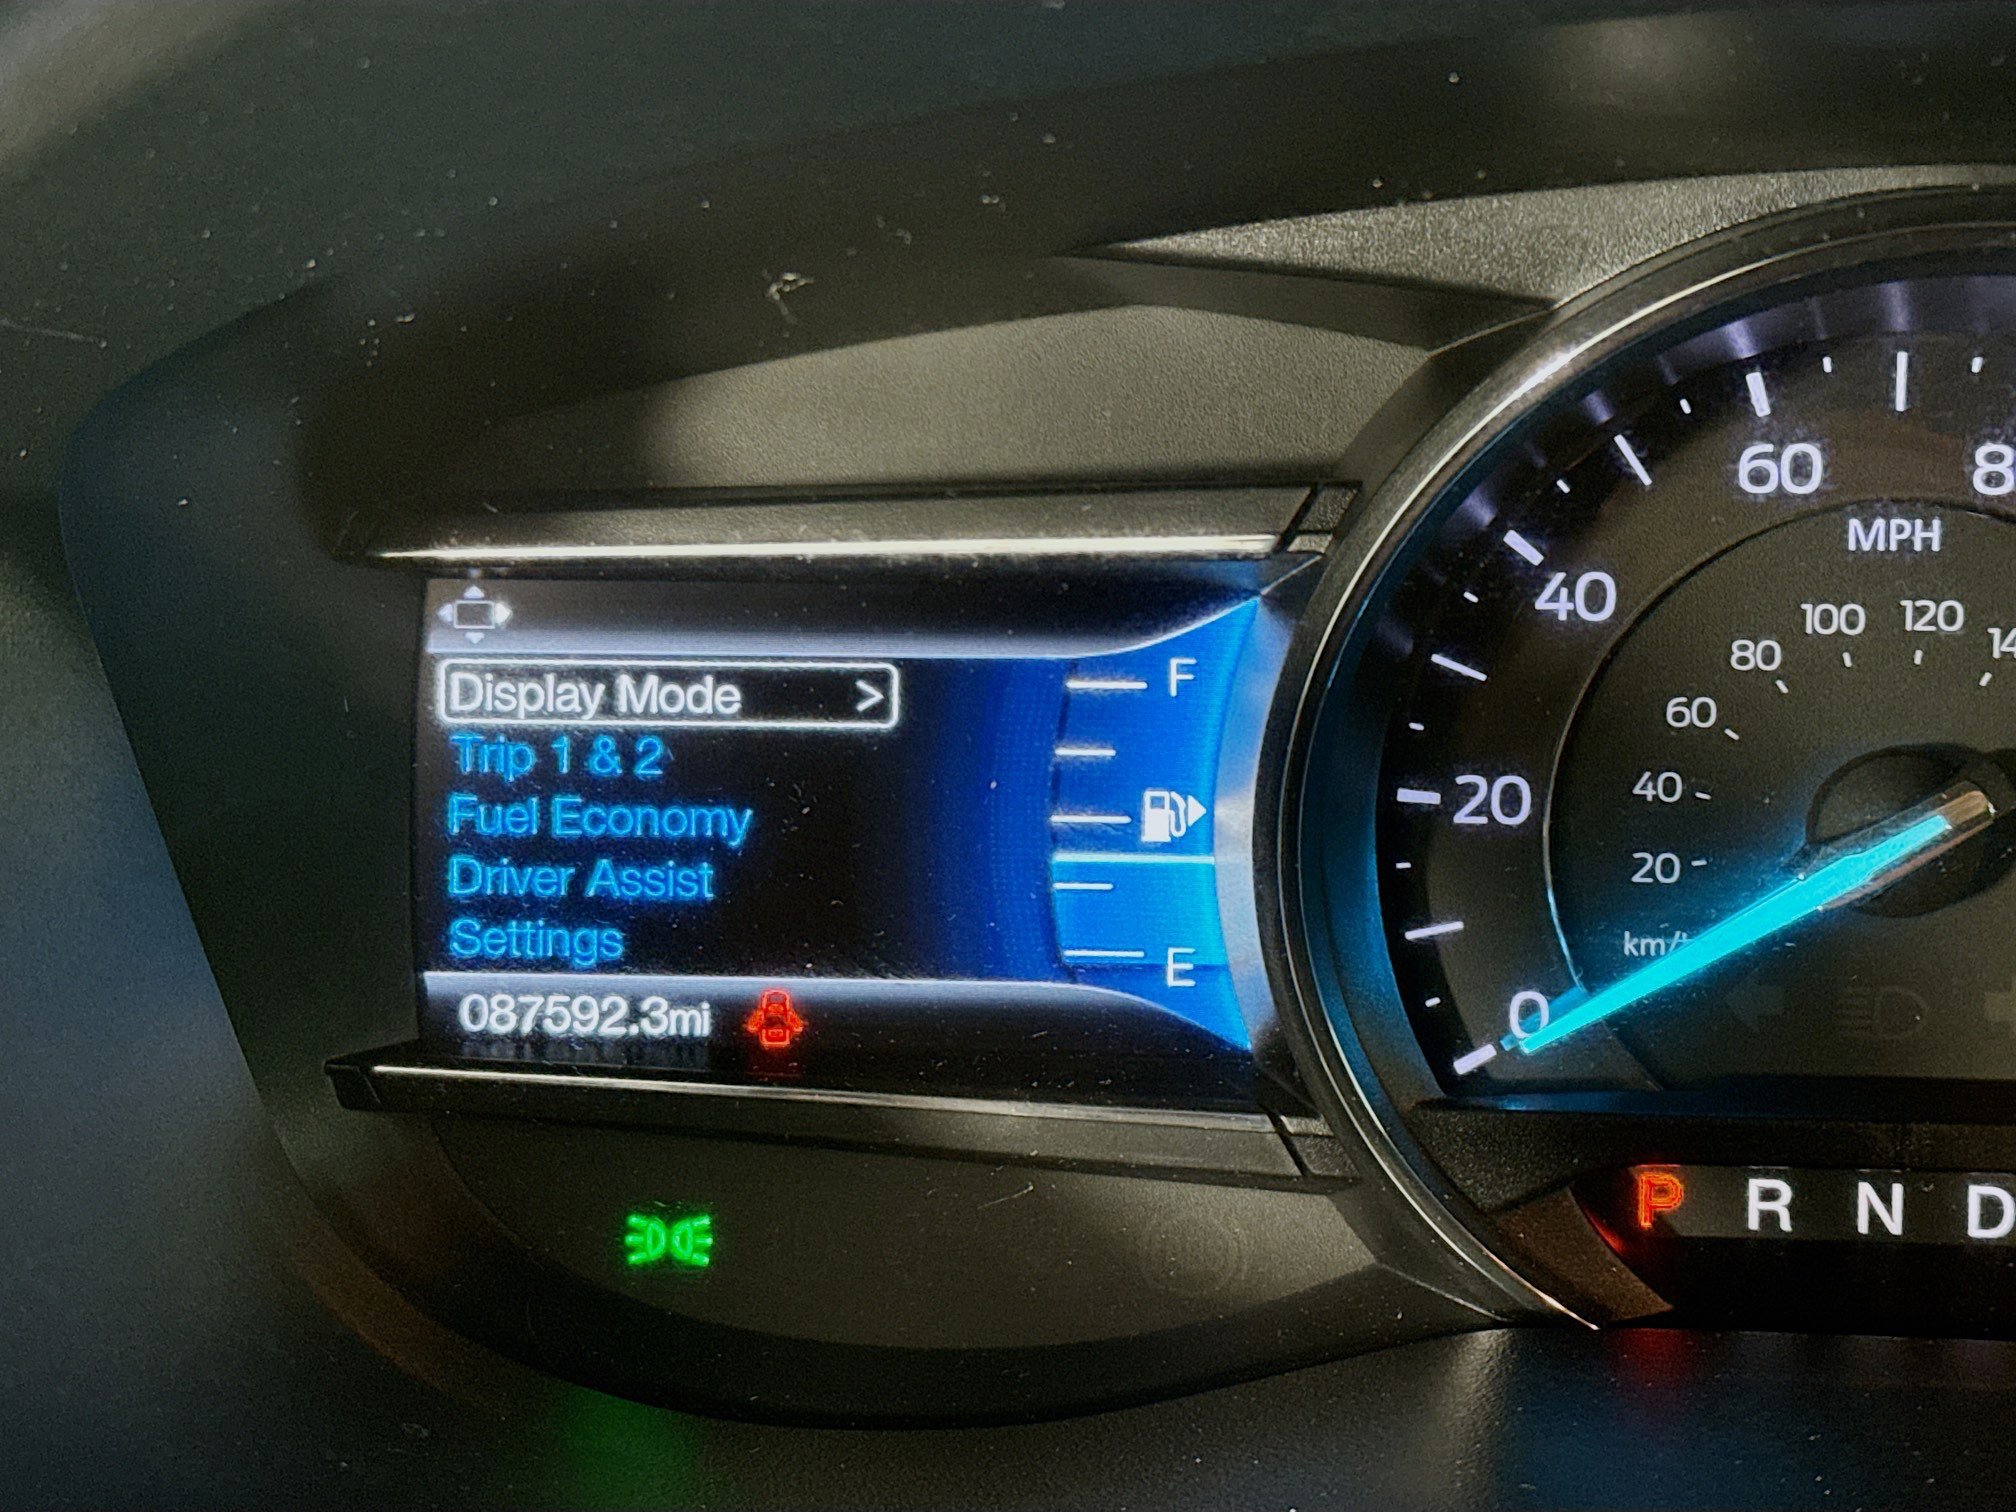 Display Mode >
Trip 1 & 2
Fuel Economy
Driver Assist
Settings
087592.3mi
F
E
60
40
20
0
MPH
120
100
80
60
40
20
P R N D